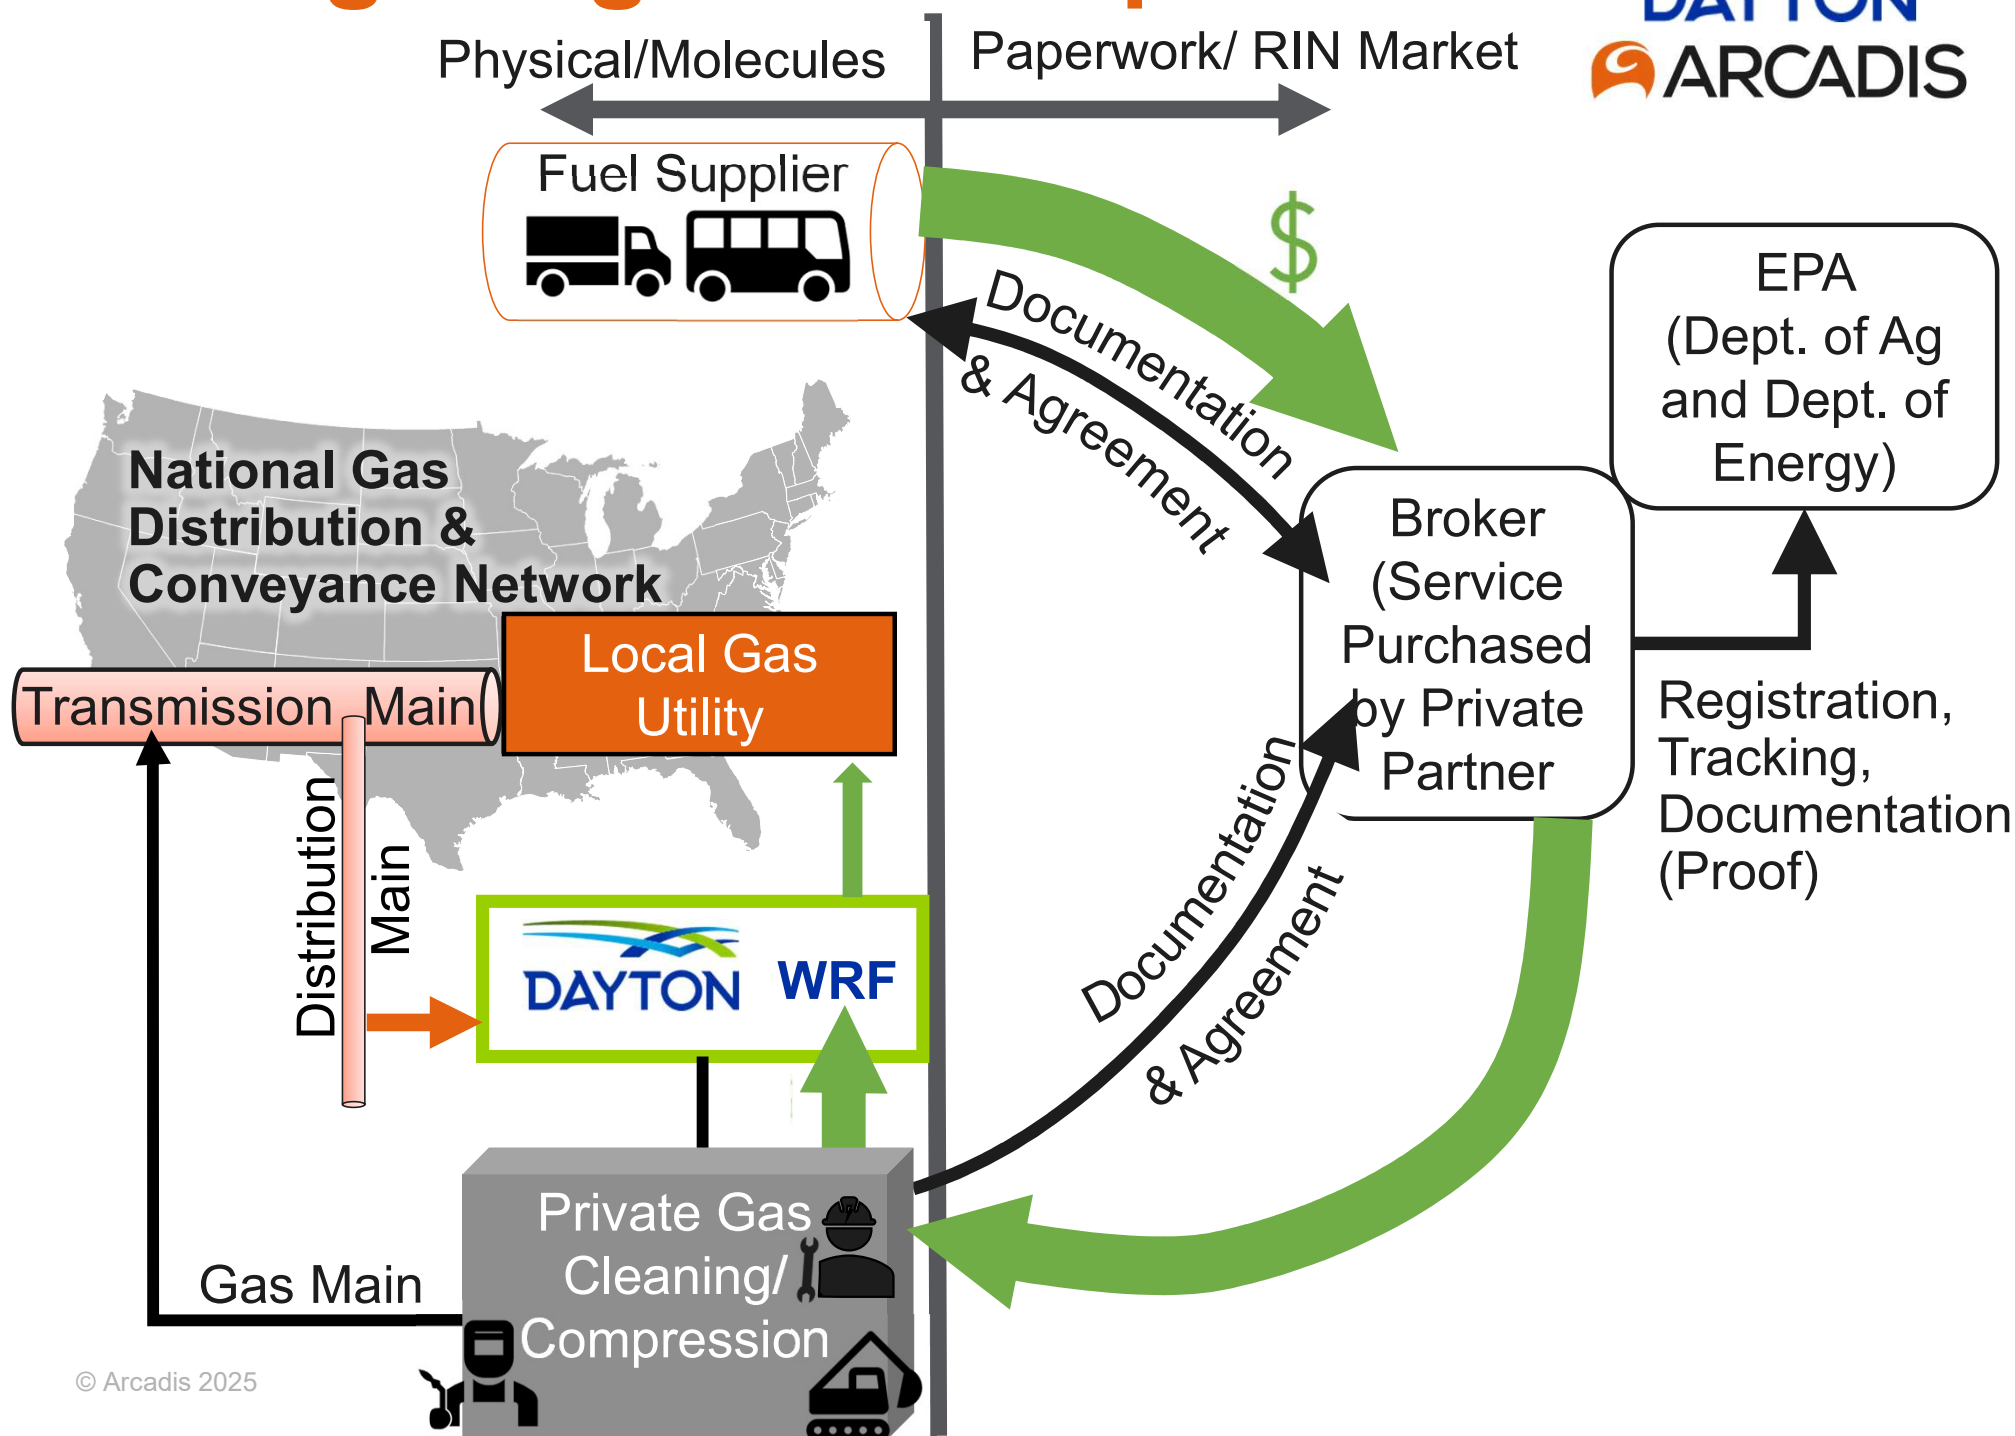 DAYTON
ARCADIS
Physical/Molecules
Paperwork/ RIN Market
Fuel Supplier
$
Documentation
& Agreement
EPA
(Dept. of Ag
and Dept. of
Energy)
National Gas
Distribution &
Conveyance Network
Broker
(Service
Purchased
by Private
Partner
Local Gas
Utility
Transmission Main
Registration,
Tracking,
Documentation
(Proof)
Distribution
Main
DAYTON WRF
Documentation
& Agreement
Private Gas
Cleaning/
Compression
Gas Main
© Arcadis 2025